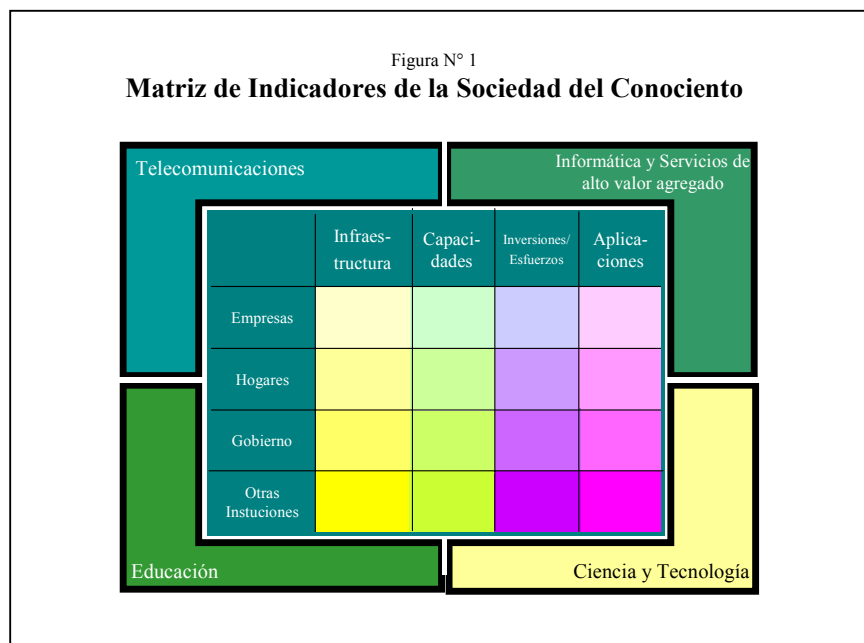 Figura N° 1
Matriz de Indicadores de la Sociedad del Conociento
Telecomunicaciones
Informática y Servicios de
alto valor agregado
Infraes-
tructura
Capaci-
dades
Inversiones/
Esfuerzos
Aplica-
ciones
Empresas
Hogares
Gobierno
Otras
Instuciones
Educación
Ciencia y Tecnología